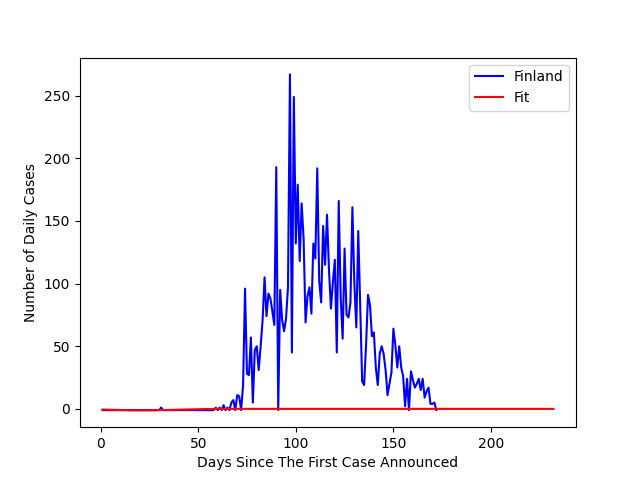 Finland
Fit
250
200
150
100
50
0
Number of Daily Cases
0 50 100 150 200
Days Since The First Case Announced